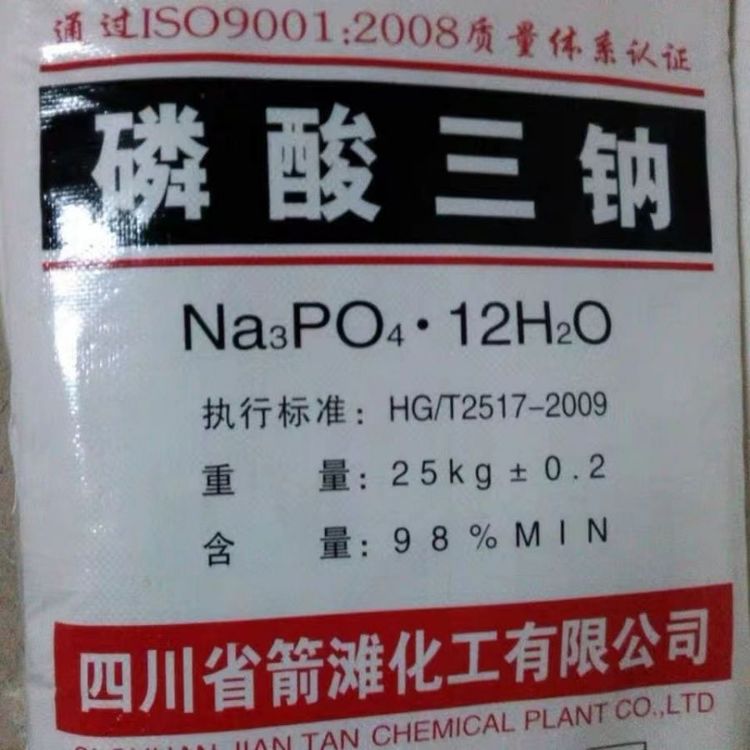 通过ISO9001:2008质量体系认证
磷酸三钠
Na₃PO₄·12H₂O
执行标准：HG/T2517-2009
重量：25kg±0.2
含量：98%MIN
四川省箭滩化工有限公司
JIAN TAN CHEMICAL PLANT CO.,LTD